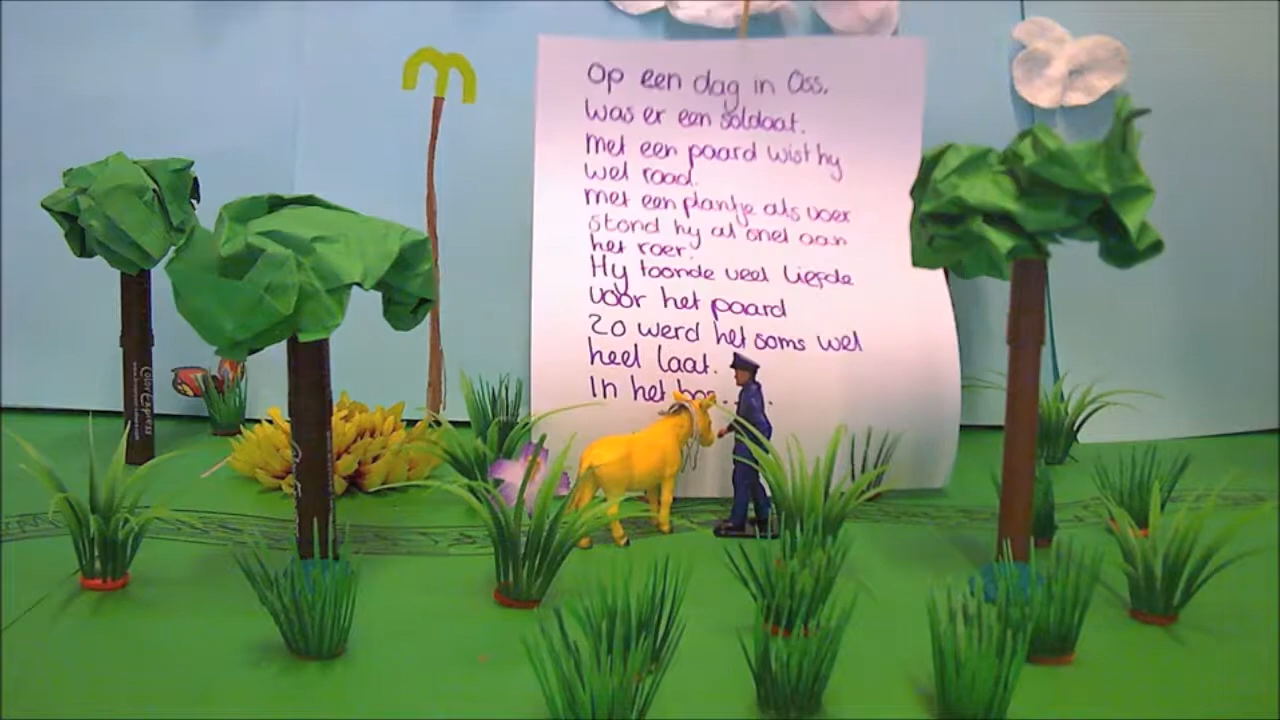 Op een dag in Oss.
Was er een soldaat.
Met een paard wist hy
wel raad.
Met een plantje als voer
stond hy al snel aan
het roer.
Hy toonde veel liefde
voor het paard
Zo werd het soms wel
heel laat.
In het bos...
ColorExpress